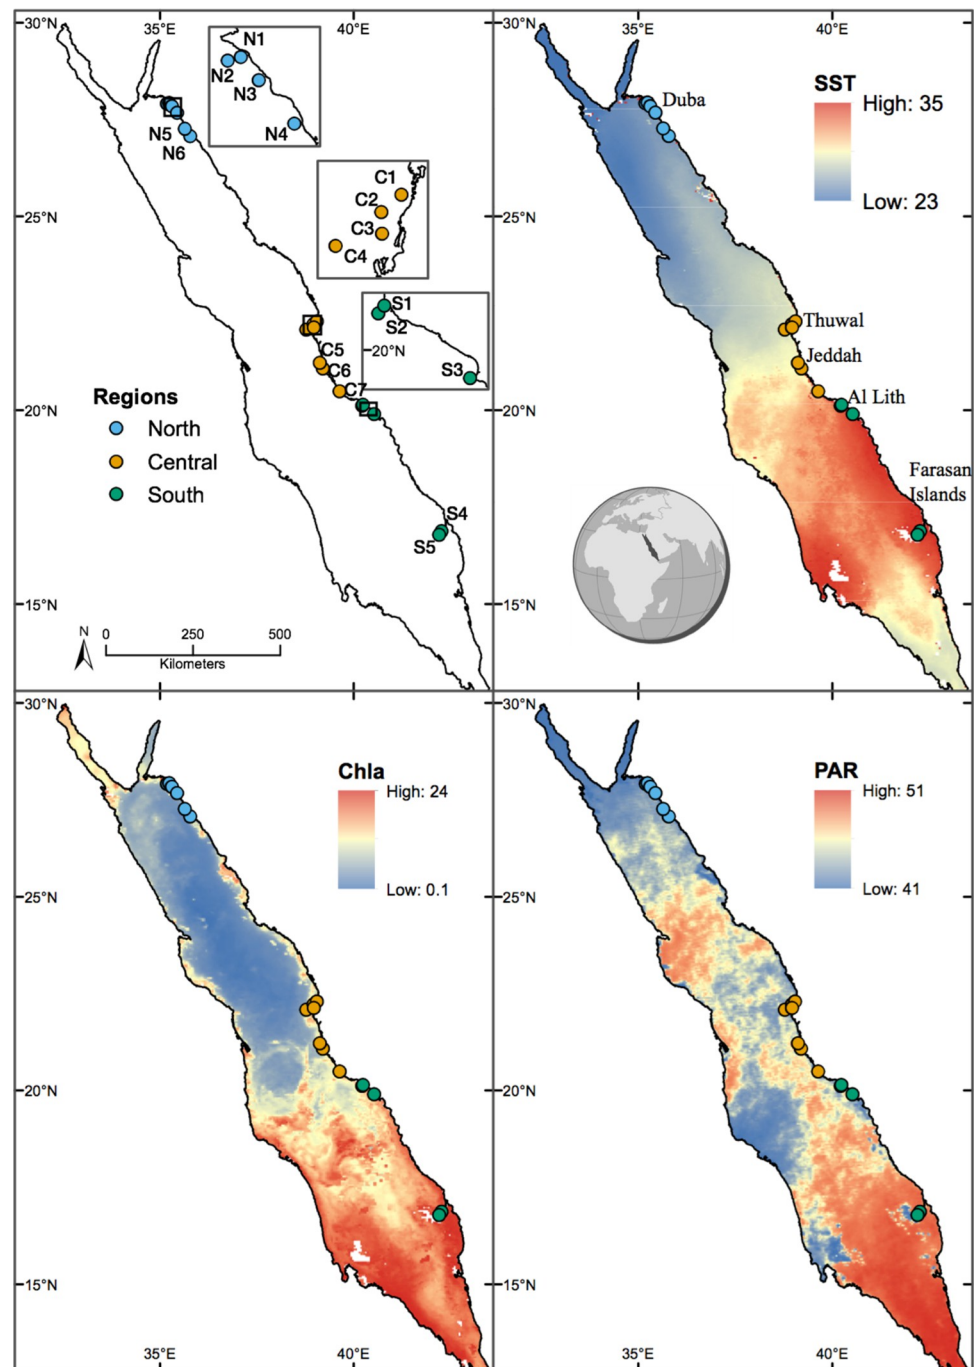 35°E
40°E
30°N
25°N
20°N
15°N
N1
N2
N3
N4
N5
N6
C1
C2
C3
C4
S1
S2
20°N
S3
C5
C6
C7
Regions
North
Central
South
S4
S5
N
0
250
500
Kilometers
35°E
40°E
30°N
25°N
20°N
15°N
SST
High: 35
Low: 23
Duba
Thuwal
Jeddah
Al Lith
Farasan
Islands
30°N
25°N
20°N
15°N
Chla
High: 24
Low: 0.1
35°E
40°E
30°N
25°N
20°N
15°N
PAR
High: 51
Low: 41
35°E
40°E